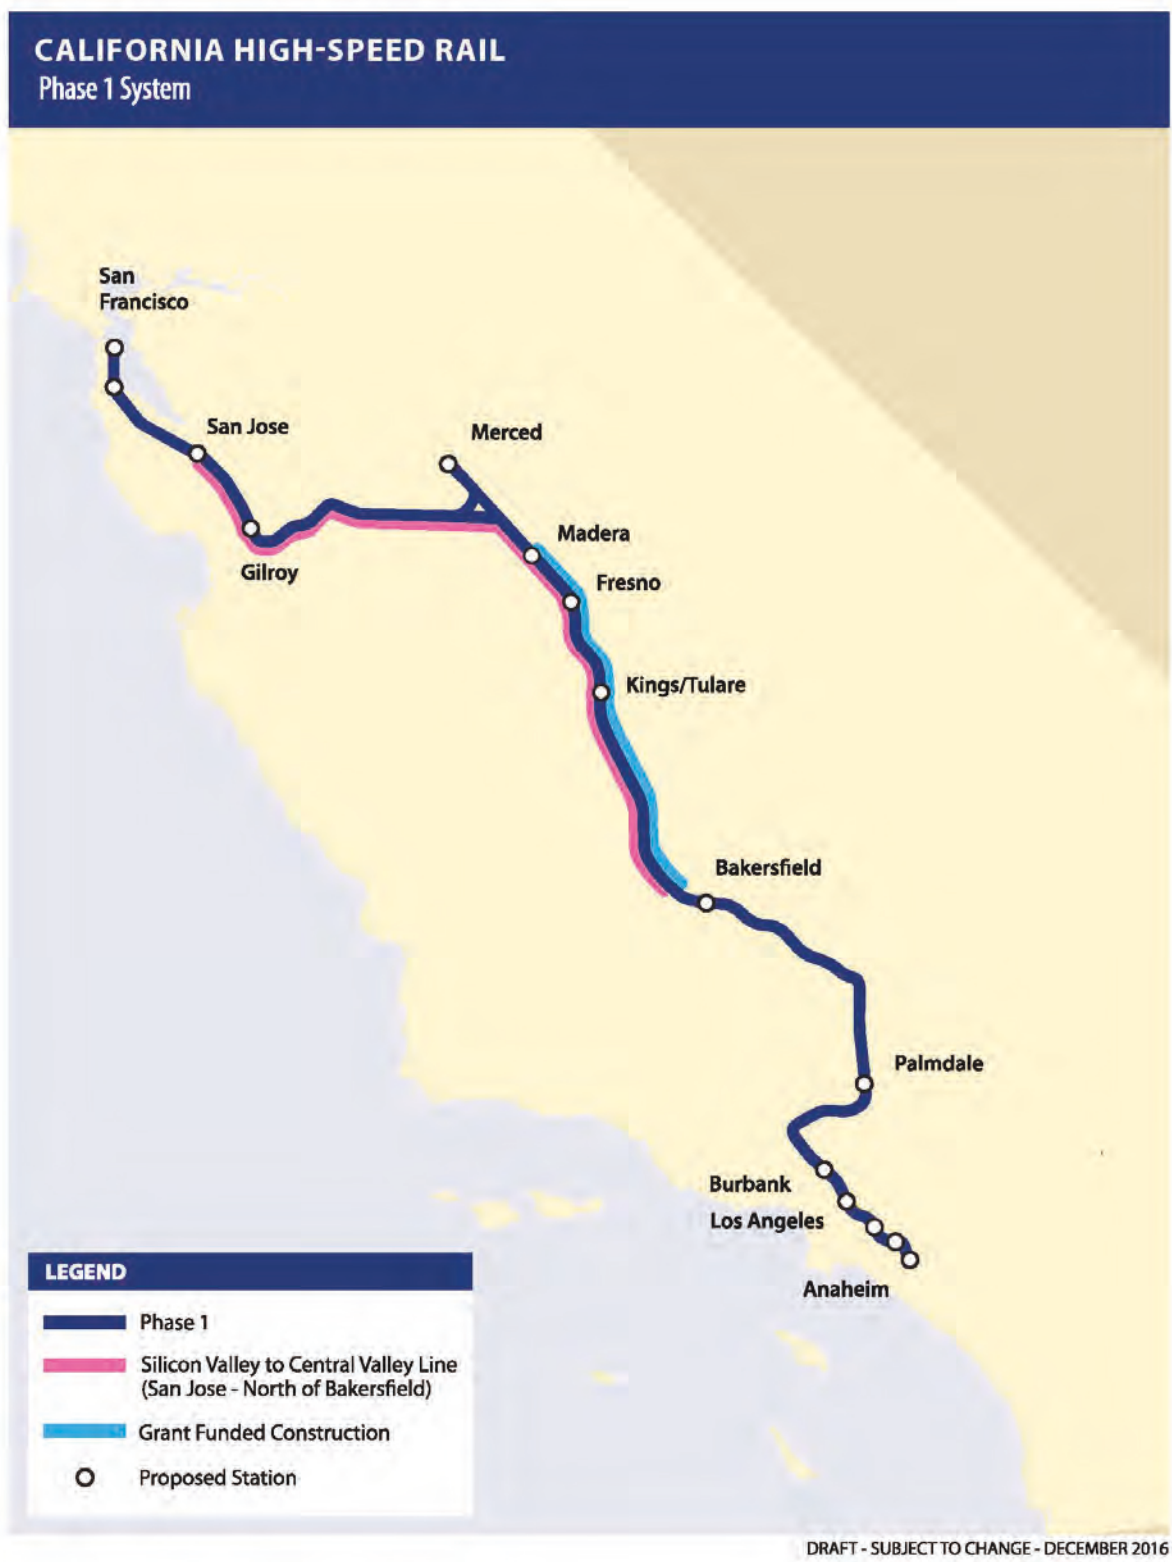 CALIFORNIA HIGH-SPEED RAIL
Phase 1 System
San
Francisco
San Jose
Merced
Gilroy
Madera
Fresno
Kings/Tulare
Bakersfield
Palmdale
Burbank
Los Angeles
Anaheim
LEGEND
Phase 1
Silicon Valley to Central Valley Line
(San Jose - North of Bakersfield)
Grant Funded Construction
Proposed Station
DRAFT - SUBJECT TO CHANGE - DECEMBER 2016